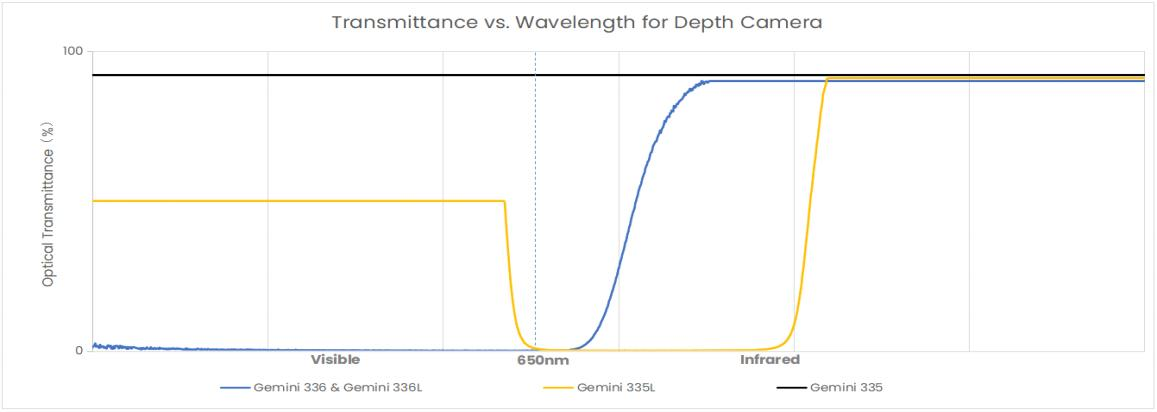 Transmittance vs. Wavelength for Depth Camera
100
Optical Transmittance（%）
0
Visible
650nm
Infrared
Gemini 336 & Gemini 336L
Gemini 335L
Gemini 335